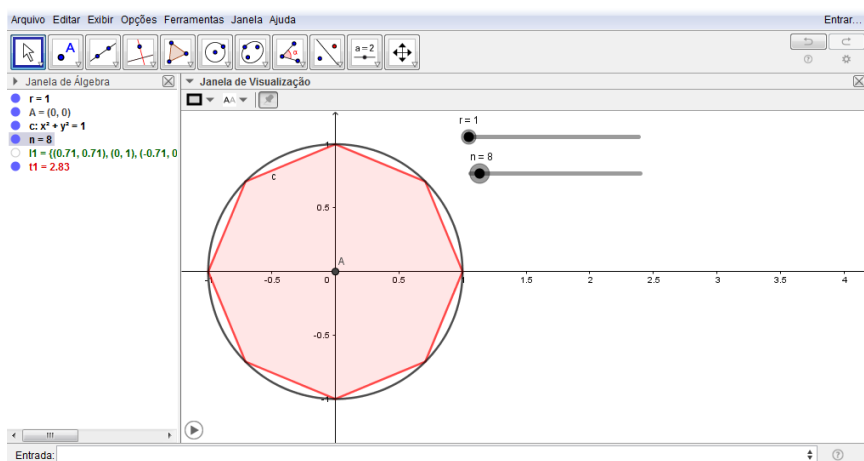 Arquivo Editar Exibir Opções Ferramentas Janela Ajuda Entrar...
A a = 2
Janela de Álgebra
r = 1
A = (0, 0)
c: x² + y² = 1
n = 8
l1 = {(0.71, 0.71), (0, 1), (-0.71, 0
t1 = 2.83
Janela de Visualização
AA
r = 1
n = 8
1
c
0.5
A
-1 -0.5 0 0.5 1 1.5 2 2.5 3 3.5 4
-0.5
-1
Entrada: